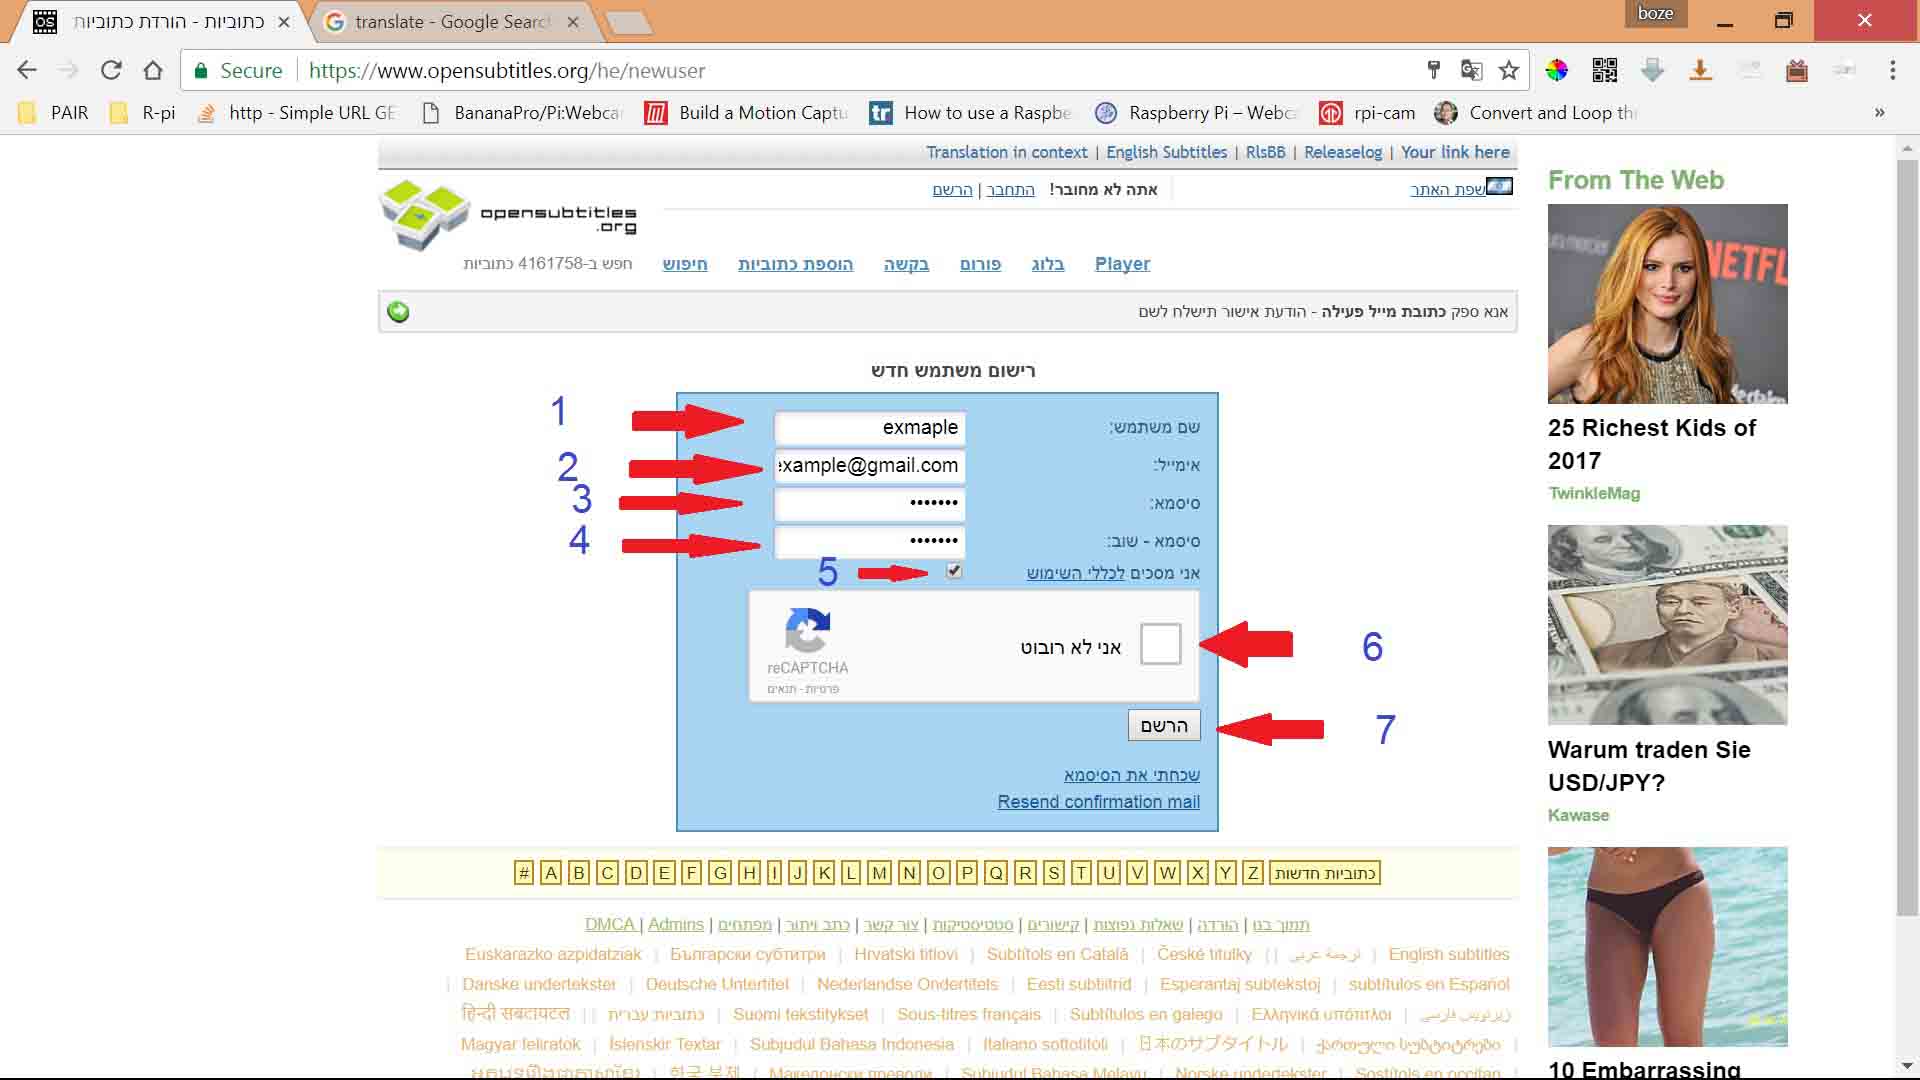 כתוביות - הורדת כתוביות
translate - Google Search
boze
Secure
https://www.opensubtitles.org/he/newuser
PAIR
R-pi
http - Simple URL GE
BananaPro/Pi:Webca
Build a Motion Captu
How to use a Raspbe
Raspberry Pi – Webca
rpi-cam
Convert and Loop th
»
Translation in context | English Subtitles | RlsBB | Releaselog | Your link here
שפת האתר
אתה לא מחובר! התחבר | הרשם
opensubtitles
.org
חפש ב-4161758 כתוביות
חיפוש הוספת כתוביות בקשה פורום בלוג Player
אנא ספק כתובת מייל פעילה - הודעת אישור תישלח לשם
רישום משתמש חדש
1
שם משתמש: exmaple
2
אימייל: example@gmail.com
3
סיסמא: •••••••
4
סיסמא - שוב: •••••••
5
אני מסכים לכללי השימוש
אני לא רובוט
6
reCAPTCHA
פרטיות - תנאים
הרשם
7
שכחתי את הסיסמא
Resend confirmation mail
# A B C D E F G H I J K L M N O P Q R S T U V W X Y Z כתוביות חדשות
תמוך בנו | הורדה | שאלות נפוצות | קישורים | סטטיסטיקות | צור קשר | כתב ויתור | מפתחים | Admins | DMCA
Euskarazko azpidatziak | Български субтитри | Hrvatski titlovi | Subtítols en Català | České titulky | ترجمة عربي | English subtitles
Danske undertekster | Deutsche Untertitel | Nederlandse Ondertitels | Eesti subtiitrid | Esperantaj subtekstoj | subtítulos en Español
हिन्दी सबटायटल | כתוביות עברית | Suomi tekstitykset | Sous-titres français | Subtítulos en galego | Ελληνικά υπότιτλοι | زیرنویس فارسی
Magyar feliratok | Íslenskir Textar | Subjudul Bahasa Indonesia | Italiano sottotitoli | 日本のサブタイトル | ქართული სუბტიტრები
한국 부제 | Македонски преводи | Subjudul Bahasa Melayu | Norske undertekster | Sostítols en occitan
From The Web
NETFL
25 Richest Kids of
2017
TwinkleMag
Warum traden Sie
USD/JPY?
Kawase
10 Embarrassing